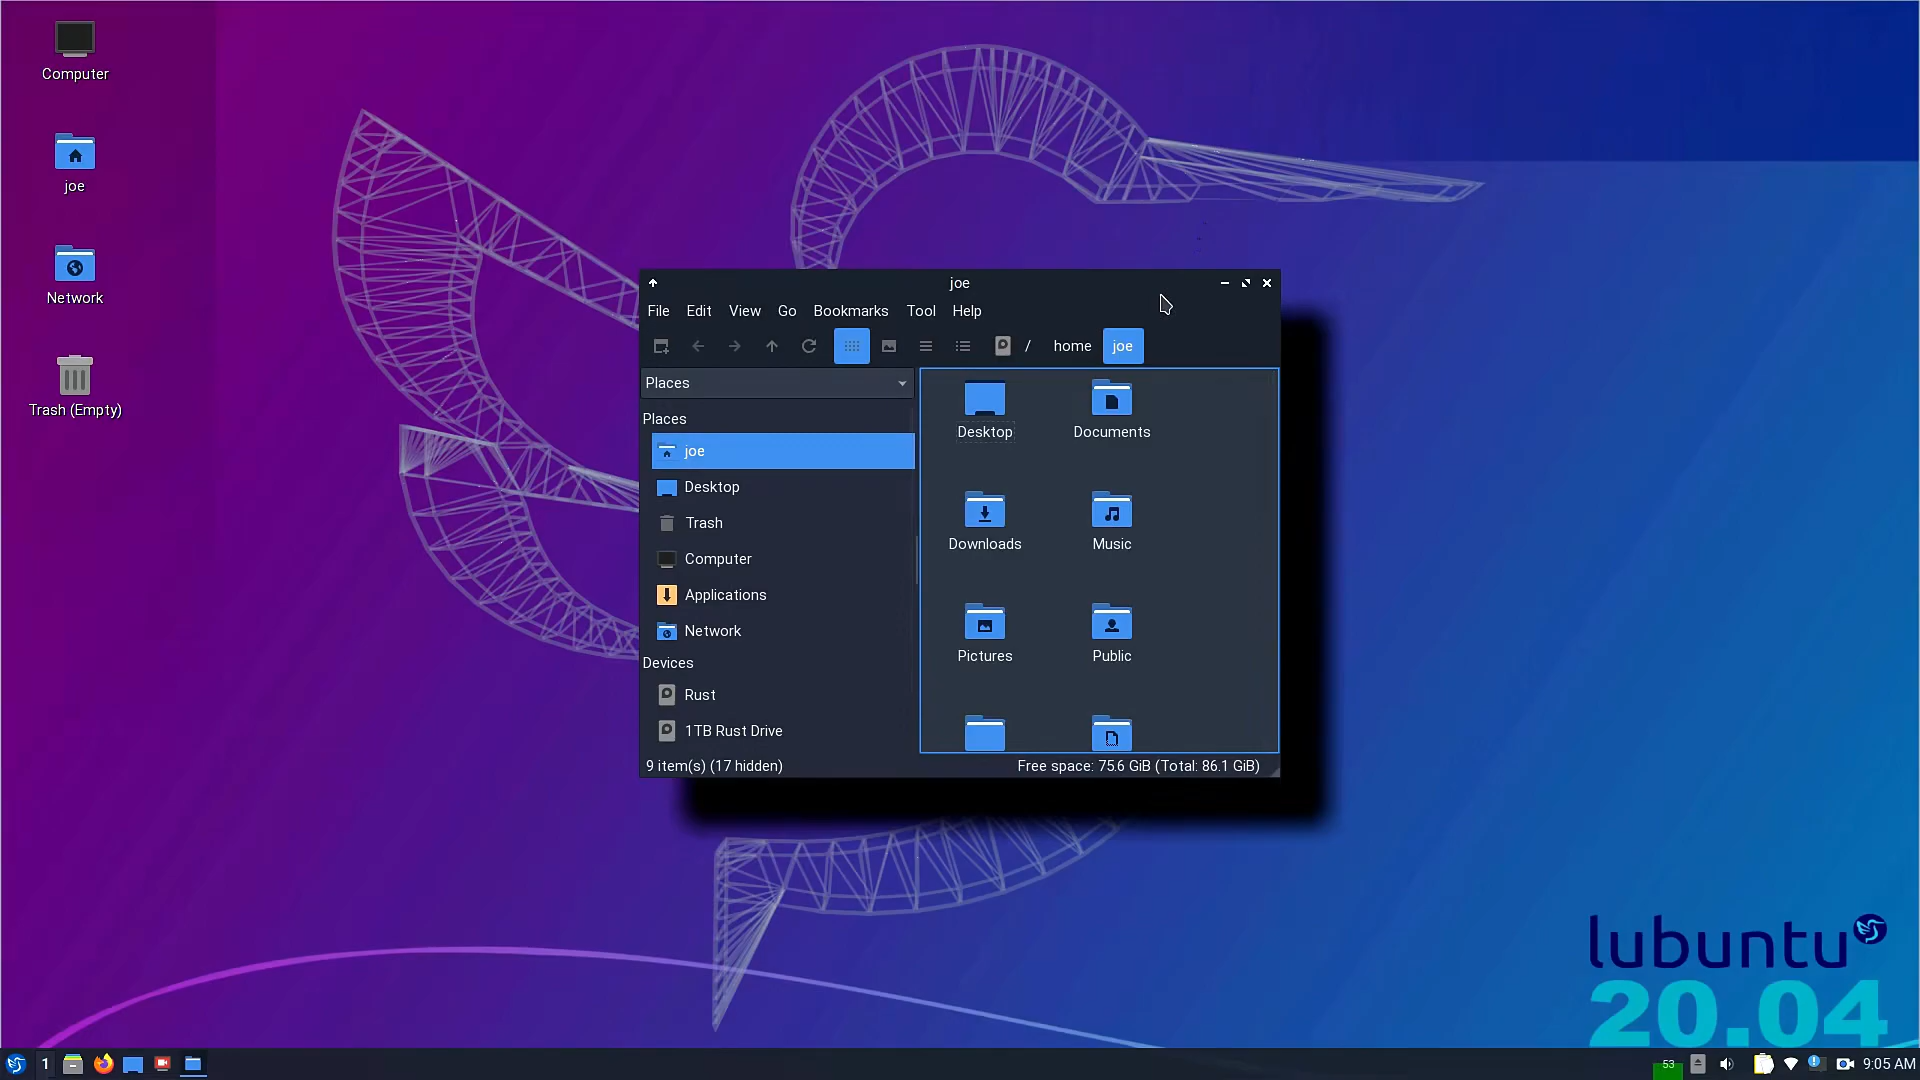 Computer
joe
Network
Trash (Empty)
joe
File Edit View Go Bookmarks Tool Help
/ home joe
Places
Places
joe
Desktop
Trash
Computer
Applications
Network
Devices
Rust
1TB Rust Drive
Desktop Documents
Downloads Music
Pictures Public
9 item(s) (17 hidden) Free space: 75.6 GiB (Total: 86.1 GiB)
lubuntu
20.04
1 53 9:05 AM